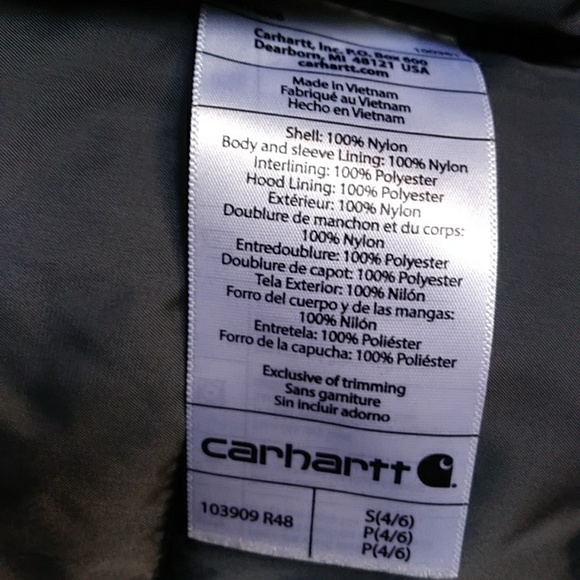 Carhartt, Inc. P.O. Box 600
Dearborn, MI 48121 USA
carhartt.com
Made in Vietnam
Fabriqué au Vietnam
Hecho en Vietnam
Shell: 100% Nylon
Body and sleeve Lining: 100% Nylon
Interlining: 100% Polyester
Hood Lining: 100% Polyester
Extérieur: 100% Nylon
Doublure de manchon et du corps:
100% Nylon
Entredoublure: 100% Polyester
Doublure de capot: 100% Polyester
Tela Exterior: 100% Nilón
Forro del cuerpo y de las mangas:
100% Nilón
Entretela: 100% Poliéster
Forro de la capucha: 100% Poliéster
Exclusive of trimming
Sans garniture
Sin incluir adorno
carhartt
103909 R48
S(4/6)
P(4/6)
P(4/6)